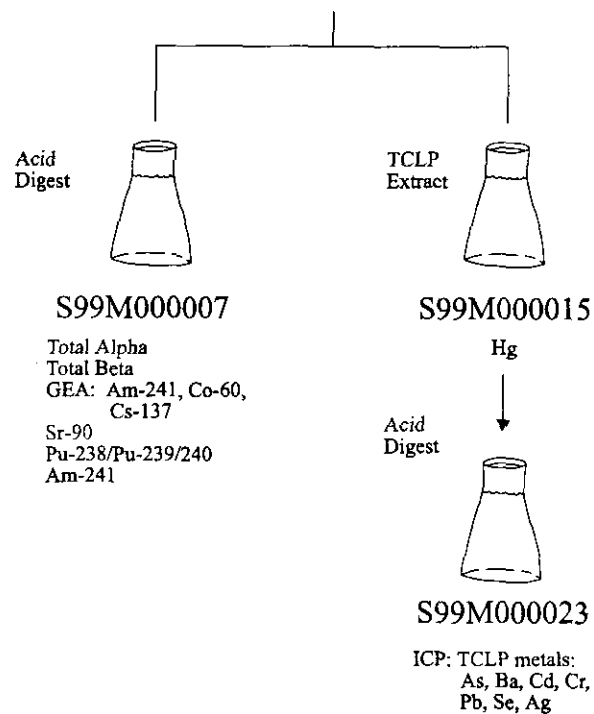 Acid
Digest
S99M000007
Total Alpha
Total Beta
GEA: Am-241, Co-60,
Cs-137
Sr-90
Pu-238/Pu-239/240
Am-241
TCLP
Extract
S99M000015
Hg
Acid
Digest
S99M000023
ICP: TCLP metals:
As, Ba, Cd, Cr,
Pb, Se, Ag